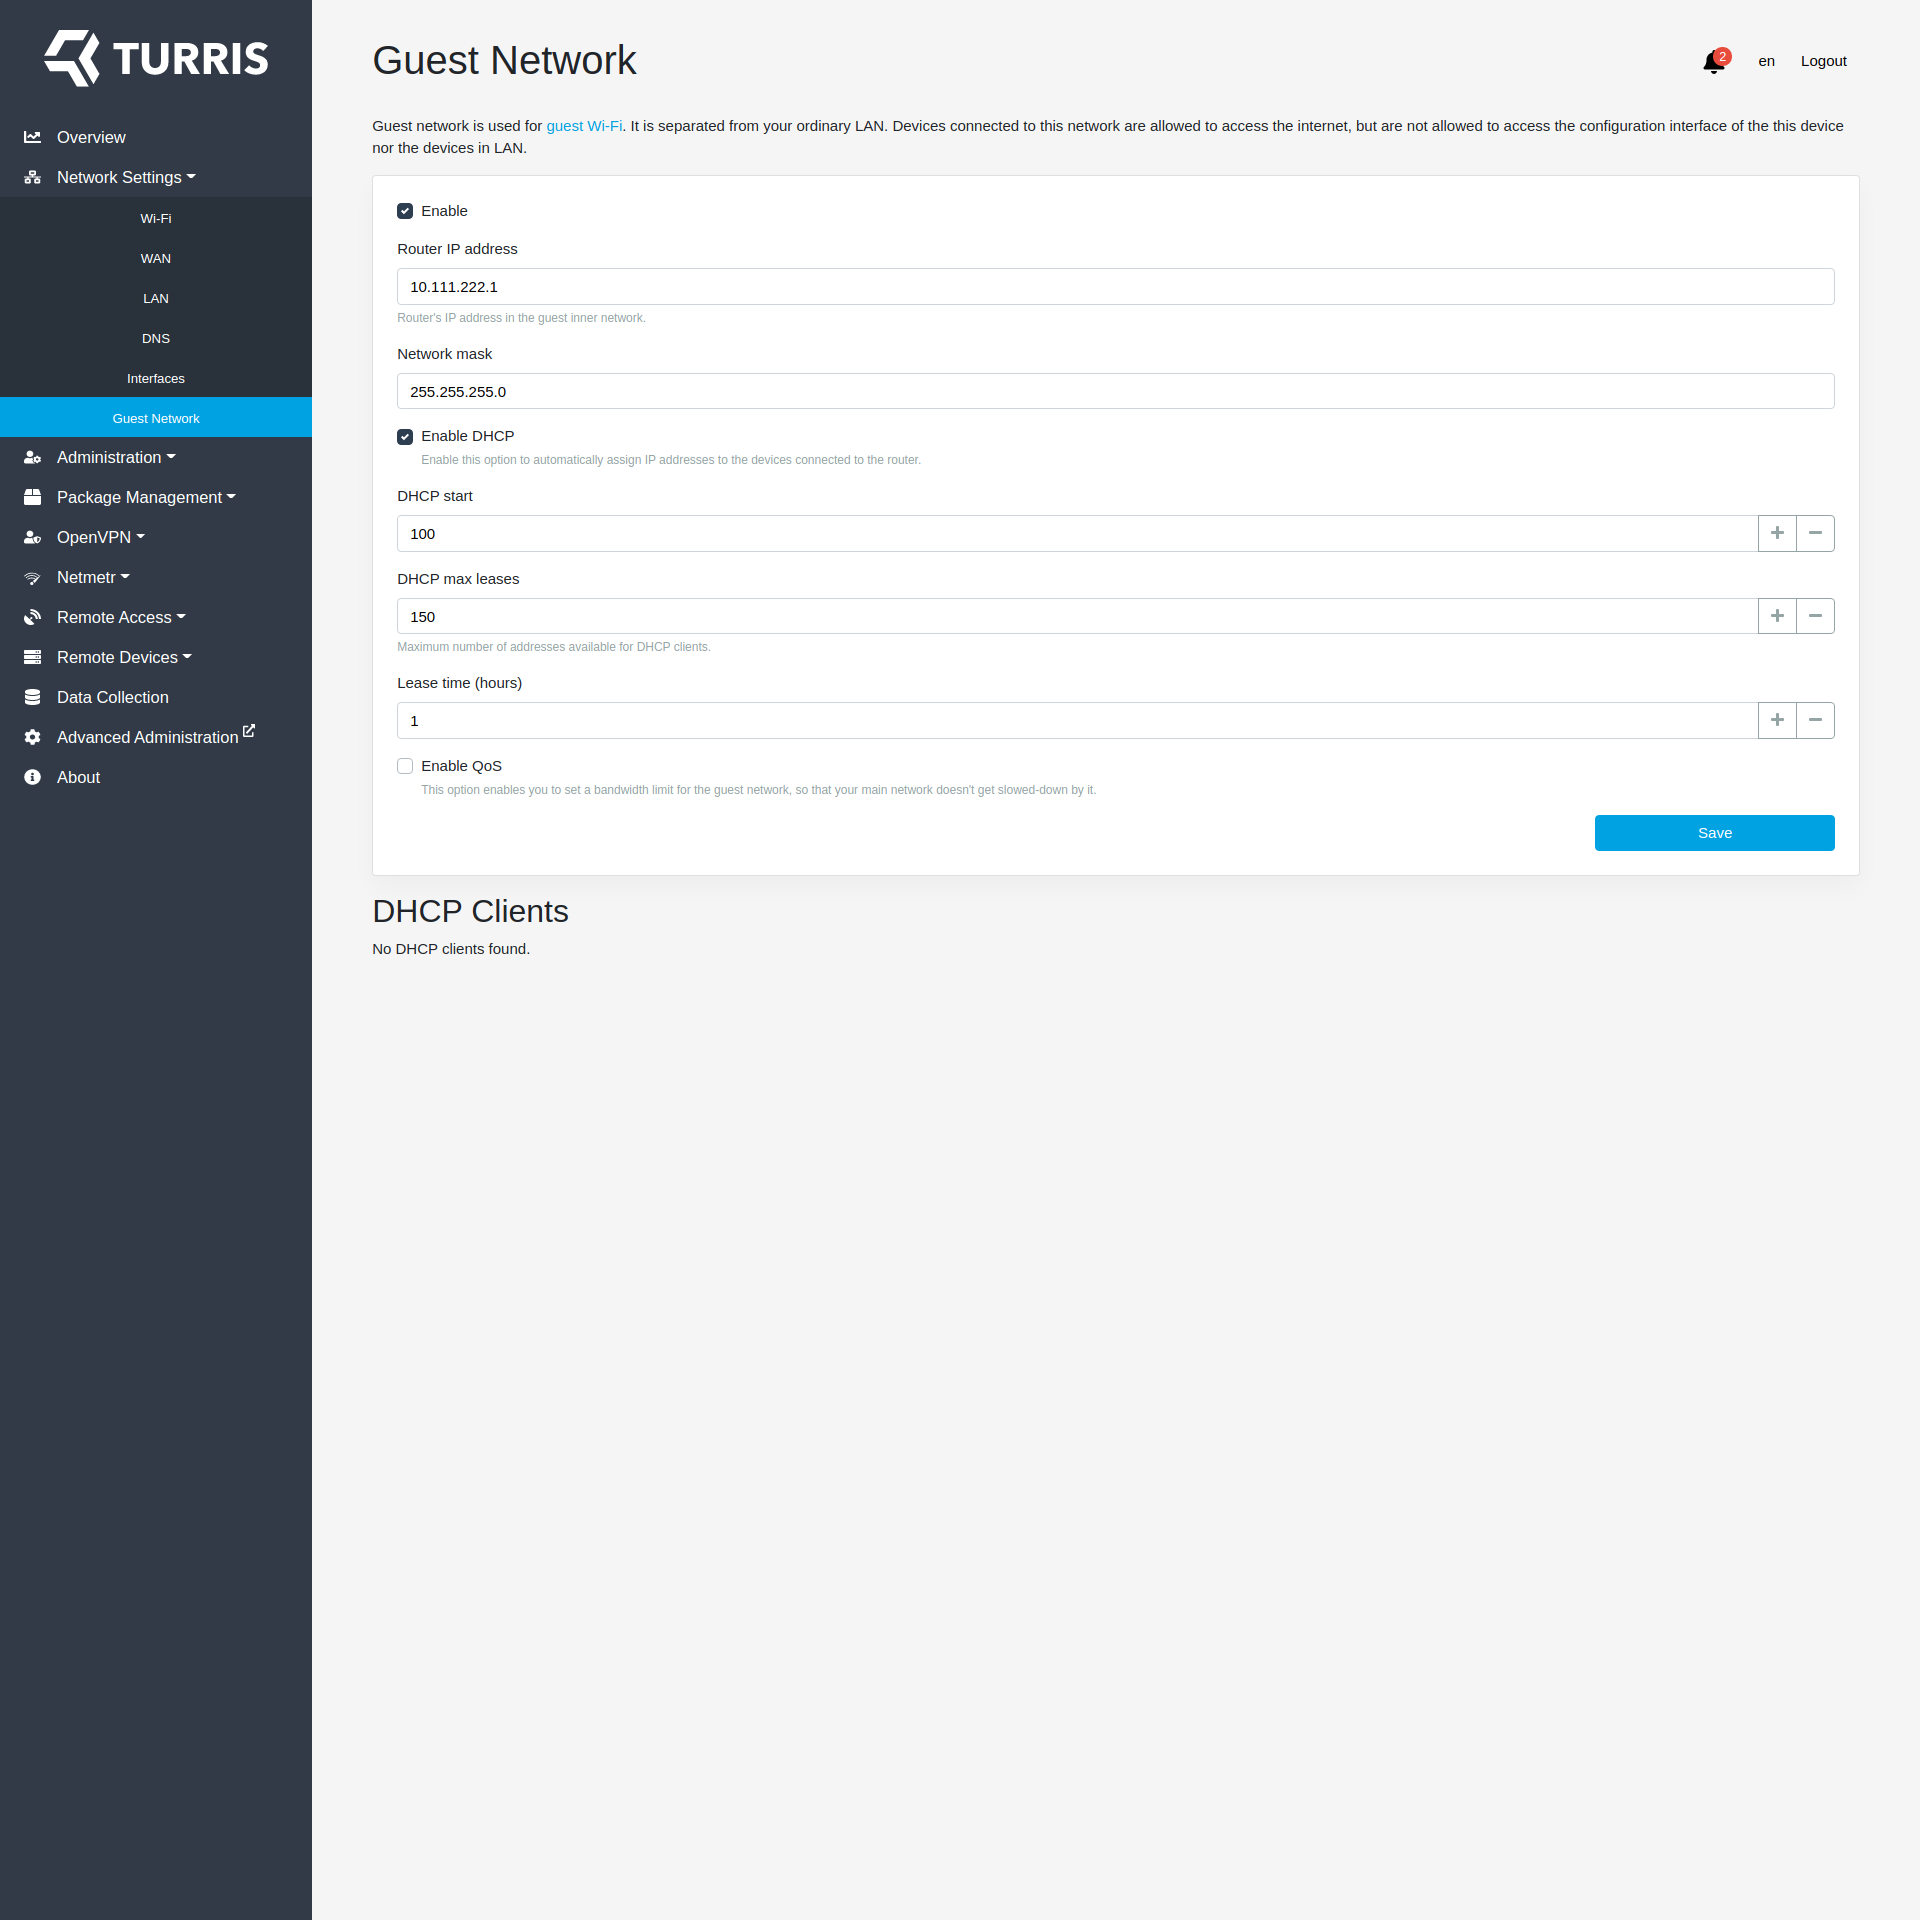 TURRIS
Overview
Network Settings
Wi-Fi
WAN
LAN
DNS
Interfaces
Guest Network
Administration
Package Management
OpenVPN
Netmetr
Remote Access
Remote Devices
Data Collection
Advanced Administration
About
Guest Network
2
en
Logout
Guest network is used for guest Wi-Fi. It is separated from your ordinary LAN. Devices connected to this network are allowed to access the internet, but are not allowed to access the configuration interface of the this device
nor the devices in LAN.
Enable
Router IP address
10.111.222.1
Router's IP address in the guest inner network.
Network mask
255.255.255.0
Enable DHCP
Enable this option to automatically assign IP addresses to the devices connected to the router.
DHCP start
100
DHCP max leases
150
Maximum number of addresses available for DHCP clients.
Lease time (hours)
1
Enable QoS
This option enables you to set a bandwidth limit for the guest network, so that your main network doesn't get slowed-down by it.
Save
DHCP Clients
No DHCP clients found.